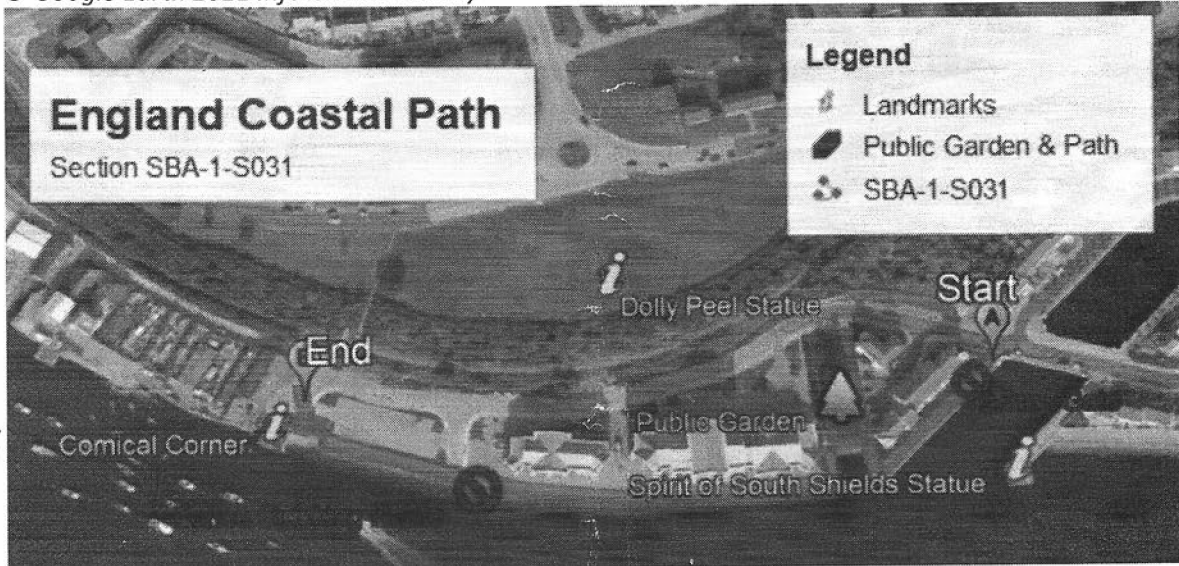 England Coastal Path
Section SBA-1-S031
Legend
Landmarks
Public Garden & Path
SBA-1-S031
Dolly Peel Statue
Start
A
End
Public Garden
Comical Corner
Spirit of South Shields Statue